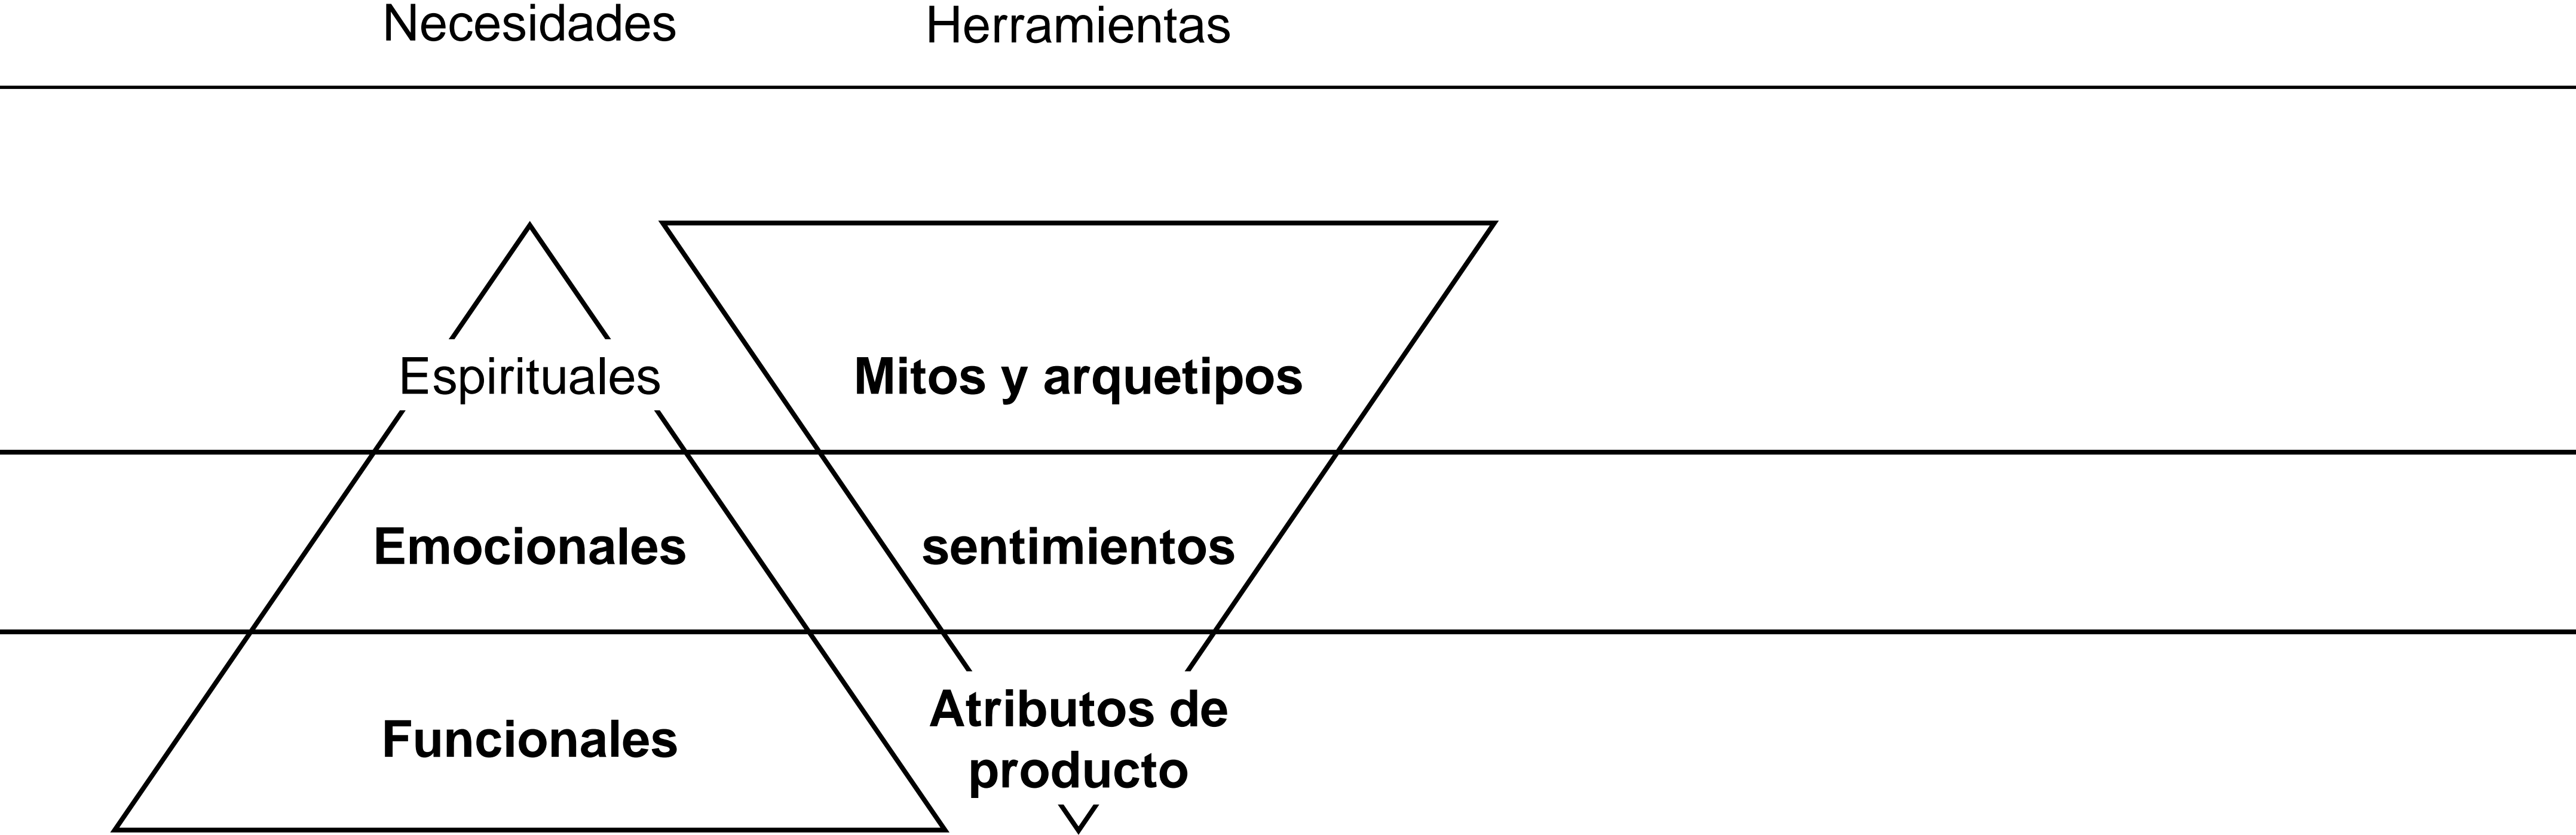 Necesidades
Herramientas
Espirituales
Mitos y arquetipos
Emocionales
sentimientos
Funcionales
Atributos de
producto